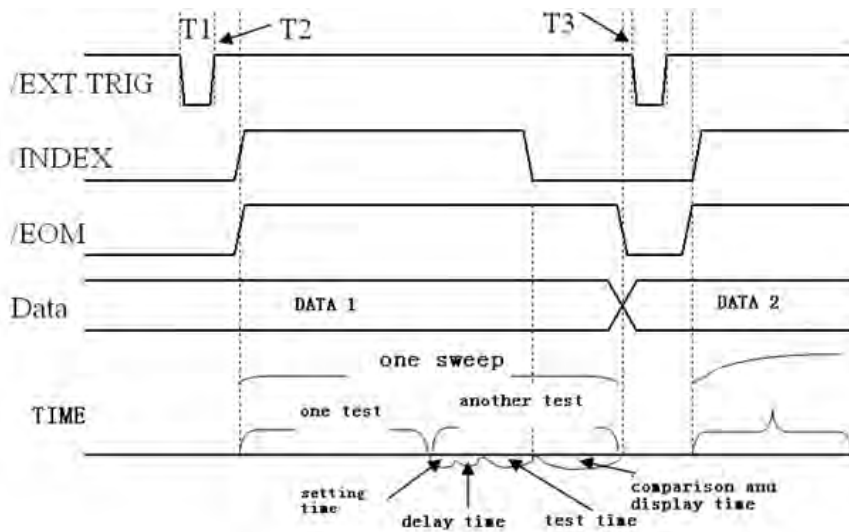 T1 T2 T3
/EXT.TRIG
/INDEX
/EOM
Data DATA 1 DATA 2
one sweep
TIME one test another test
setting time
delay time
test time
comparison and display time